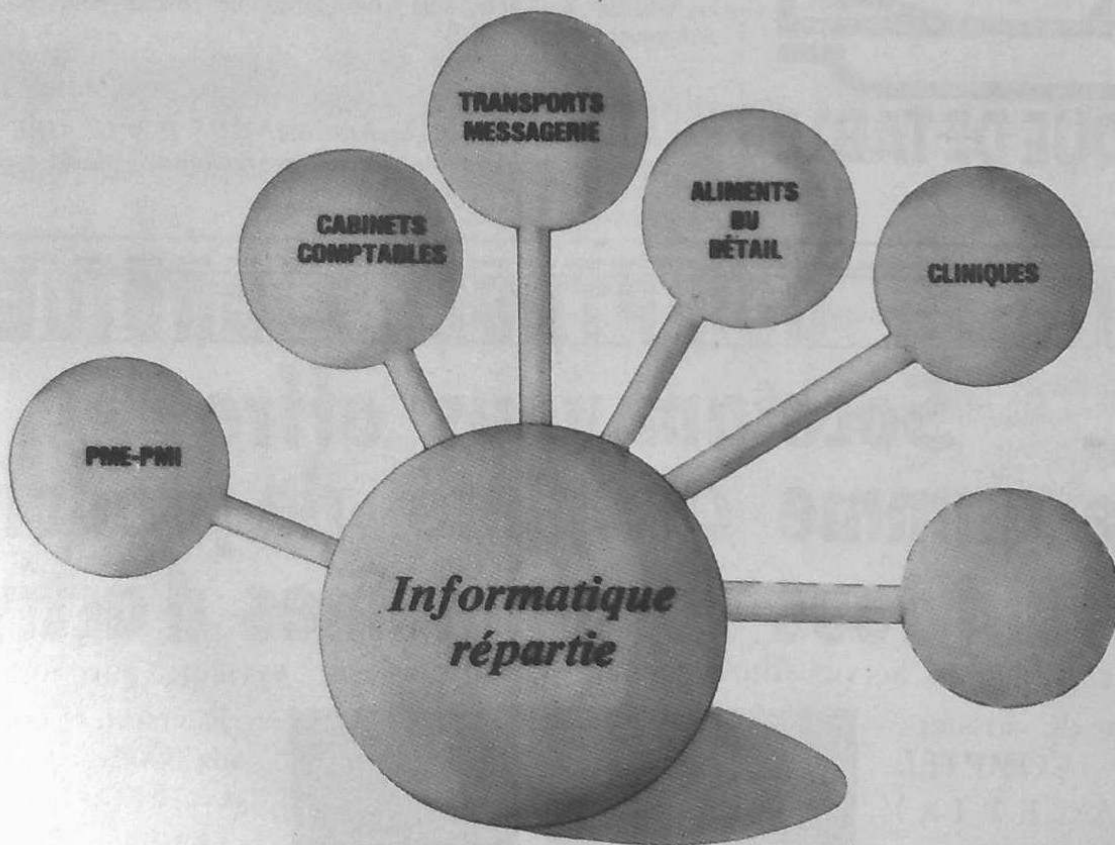 TRANSPORTS
MESSAGERIE
CABINETS
COMPTABLES
ALIMENTS
DU
DÉTAIL
CLINIQUES
PME-PMI
Informatique
répartie